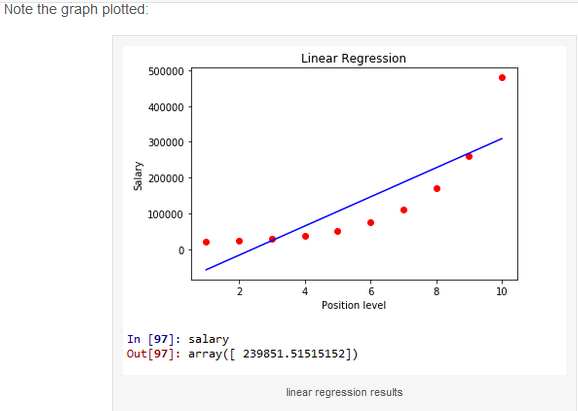 Note the graph plotted:
Linear Regression
500000
400000
300000
200000
100000
0
Salary
2 4 6 8 10
Position level
In [97]: salary
Out[97]: array([ 239851.51515152])
linear regression results